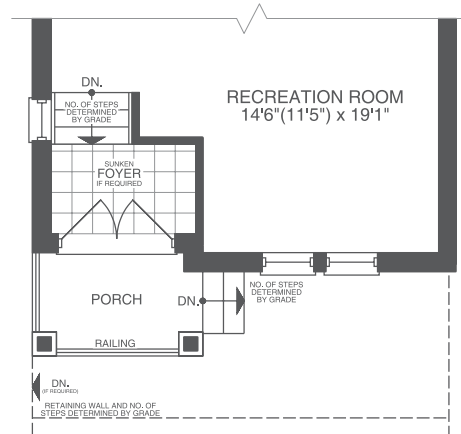 DN.
NO. OF STEPS
DETERMINED
BY GRADE
RECREATION ROOM
14'6"(11'5") x 19'1"
SUNKEN
FOYER
IF REQUIRED
PORCH
DN.
NO. OF STEPS
DETERMINED
BY GRADE
RAILING
DN.
(IF REQUIRED)
RETAINING WALL AND NO. OF
STEPS DETERMINED BY GRADE